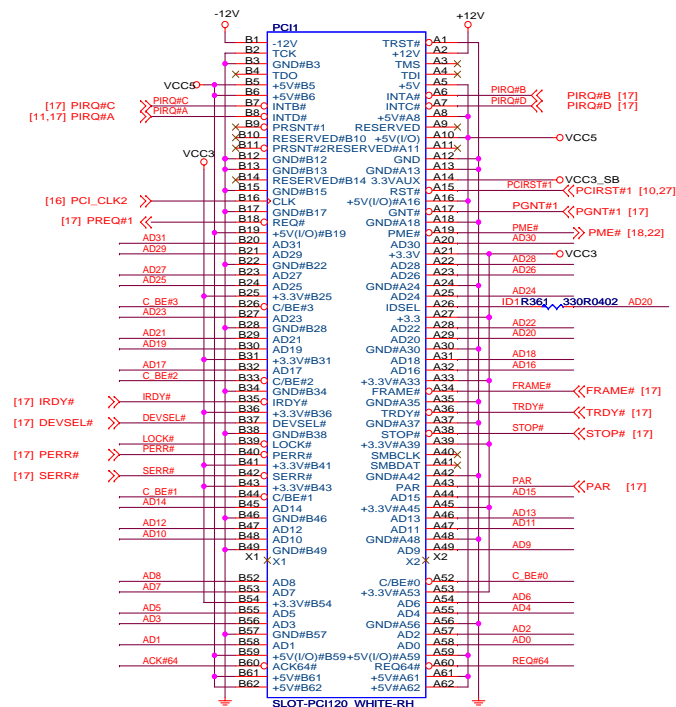 -12V
+12V
PCI1
B1 -12V TRST# A1
B2 TCK +12V A2
B3 GND#B3 TMS A3
B4 TDO TDI A4
VCC5 B5 +5V#B5 +5V A5
B6 +5V#B6 INTA# A6 PIRQ#B PIRQ#B [17]
[17] PIRQ#C PIRQ#C B7 INTB# INTC# A7 PIRQ#D PIRQ#D [17]
[11,17] PIRQ#A PIRQ#A B8 INTD# +5V#A8 A8
B9 PRSNT#1 RESERVED A9
B10 RESERVED#B10 +5V(I/O) A10 VCC5
B11 PRSNT#2 RESERVED#A11 A11
VCC3 B12 GND#B12 GND A12
B13 GND#B13 GND#A13 A13
B14 RESERVED#B14 3.3VAUX A14 VCC3_SB
B15 GND#B15 RST# A15 PCIRST#1 PCIRST#1 [10,27]
[16] PCI_CLK2 B16 CLK +5V(I/O)#A16 A16
B17 GND#B17 GNT# A17 PGNT#1 PGNT#1 [17]
[17] PREQ#1 B18 REQ# GND#A18 A18
B19 +5V(I/O)#B19 PME# A19 PME# PME# [18,22]
AD31 B20 AD31 AD30 A20 AD30
AD29 B21 AD29 +3.3V A21 VCC3
B22 GND#B22 AD28 A22 AD28
AD27 B23 AD27 AD26 A23 AD26
AD25 B24 AD25 GND#A24 A24
B25 +3.3V#B25 AD24 A25 AD24
C_BE#3 B26 C/BE#3 IDSEL A26 ID1 R361 330R0402 AD20
AD23 B27 AD23 +3.3 A27
B28 GND#B28 AD22 A28 AD22
AD21 B29 AD21 AD20 A29 AD20
AD19 B30 AD19 GND#A30 A30
B31 +3.3V#B31 AD18 A31 AD18
AD17 B32 AD17 AD16 A32 AD16
C_BE#2 B33 C/BE#2 +3.3V#A33 A33
B34 GND#B34 FRAME# A34 FRAME# FRAME# [17]
[17] IRDY# IRDY# B35 IRDY# GND#A35 A35
B36 +3.3V#B36 TRDY# A36 TRDY# TRDY# [17]
[17] DEVSEL# DEVSEL# B37 DEVSEL# GND#A37 A37
B38 GND#B38 STOP# A38 STOP# STOP# [17]
LOCK# B39 LOCK# +3.3V#A39 A39
[17] PERR# PERR# B40 PERR# SMBCLK A40
B41 +3.3V#B41 SMBDAT A41
[17] SERR# SERR# B42 SERR# GND#A42 A42
B43 +3.3V#B43 PAR A43 PAR PAR [17]
C_BE#1 B44 C/BE#1 AD15 A44 AD15
AD14 B45 AD14 +3.3V#A45 A45
B46 GND#B46 AD13 A46 AD13
AD12 B47 AD12 AD11 A47 AD11
AD10 B48 AD10 GND#A48 A48
B49 GND#B49 AD9 A49 AD9
X1 X1 X2 X2
AD8 B52 AD8 C/BE#0 A52 C_BE#0
AD7 B53 AD7 +3.3V#A53 A53
B54 +3.3V#B54 AD6 A54 AD6
AD5 B55 AD5 AD4 A55 AD4
AD3 B56 AD3 GND#A56 A56
B57 GND#B57 AD2 A57 AD2
AD1 B58 AD1 AD0 A58 AD0
B59 +5V(I/O)#B59 +5V(I/O)#A59 A59
ACK#64 B60 ACK64# REQ64# A60 REQ#64
B61 +5V#B61 +5V#A61 A61
B62 +5V#B62 +5V#A62 A62
SLOT-PCI120_WHITE-RH